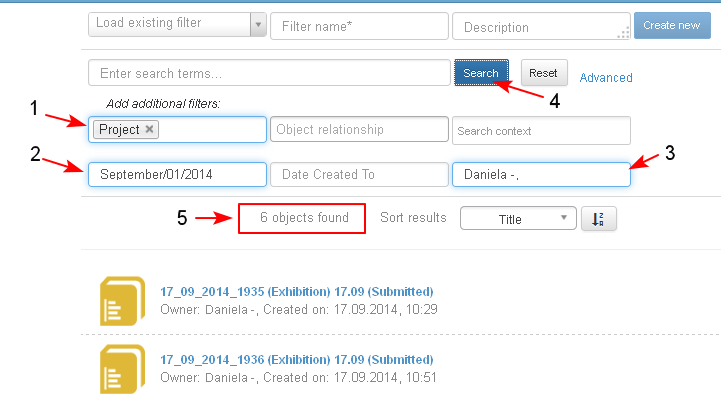 Load existing filter Filter name* Description Create new
Enter search terms... Search Reset Advanced
4
Add additional filters:
1 Project × Object relationship Search context
2 3
September/01/2014 Date Created To Daniela -,
5 6 objects found Sort results Title
17_09_2014_1935 (Exhibition) 17.09 (Submitted)
Owner: Daniela -, Created on: 17.09.2014, 10:29
17_09_2014_1936 (Exhibition) 17.09 (Submitted)
Owner: Daniela -, Created on: 17.09.2014, 10:51